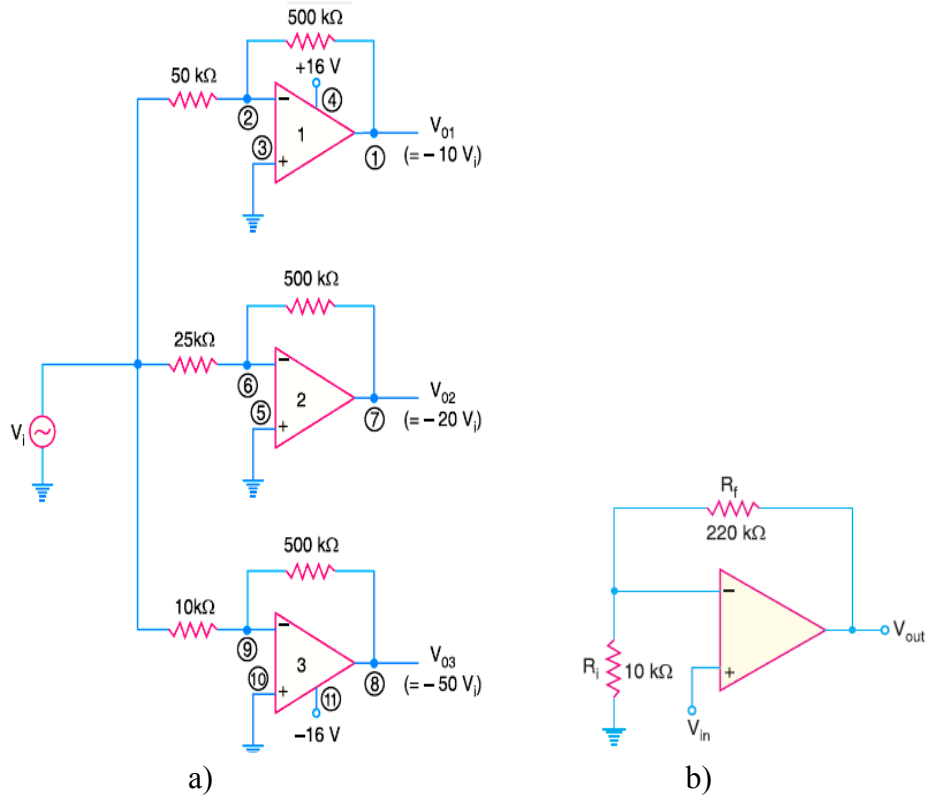 500 kΩ
+16 V
50 kΩ
②
④
1
③
①
V01
(= – 10 Vi)
500 kΩ
25kΩ
⑥
⑤
2
⑦
V02
(= – 20 Vi)
Vi
500 kΩ
10kΩ
⑨
⑩
3
⑪
⑧
V03
(= – 50 Vi)
–16 V
a)
Rf
220 kΩ
Ri
10 kΩ
Vout
Vin
b)